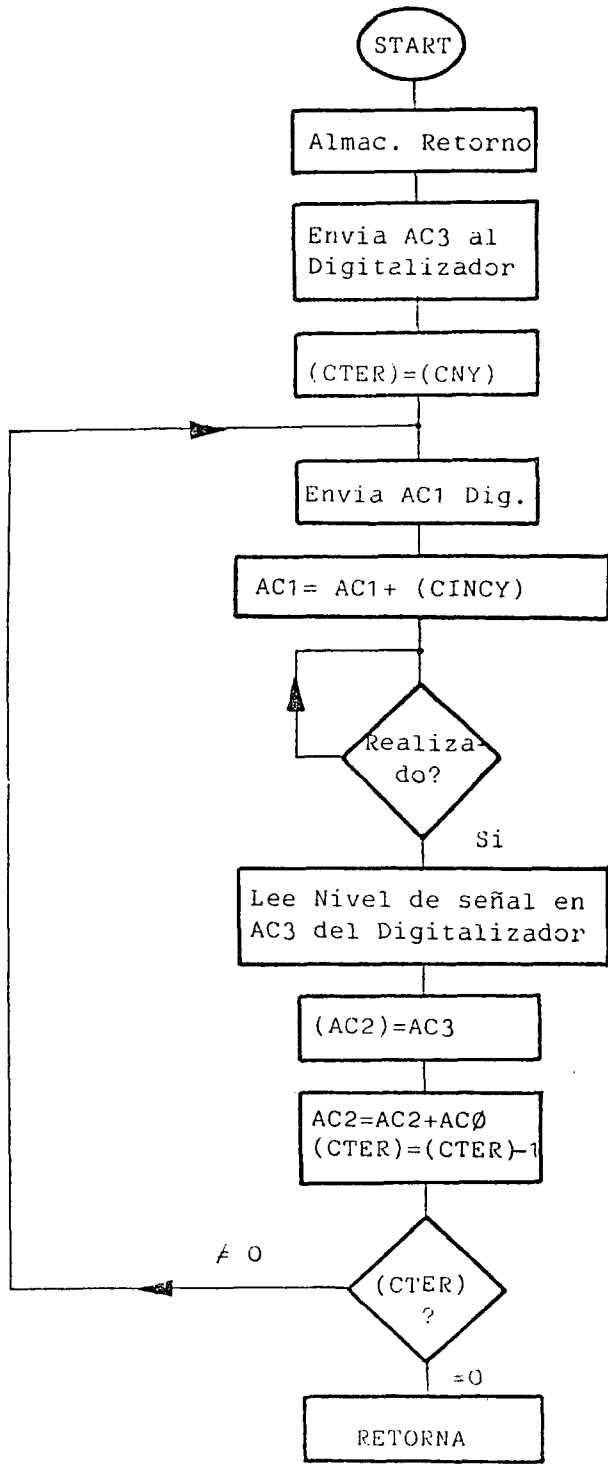 START
Almac. Retorno
Envia AC3 al
Digitalizador
(CTER)=(CNY)
Envia AC1 Dig.
AC1= AC1+ (CINCY)
Realiza-
do?
Si
Lee Nivel de señal en
AC3 del Digitalizador
(AC2)=AC3
AC2=AC2+ACØ
(CTER)=(CTER)-1
≠ 0
(CTER)
?
=0
RETORNA